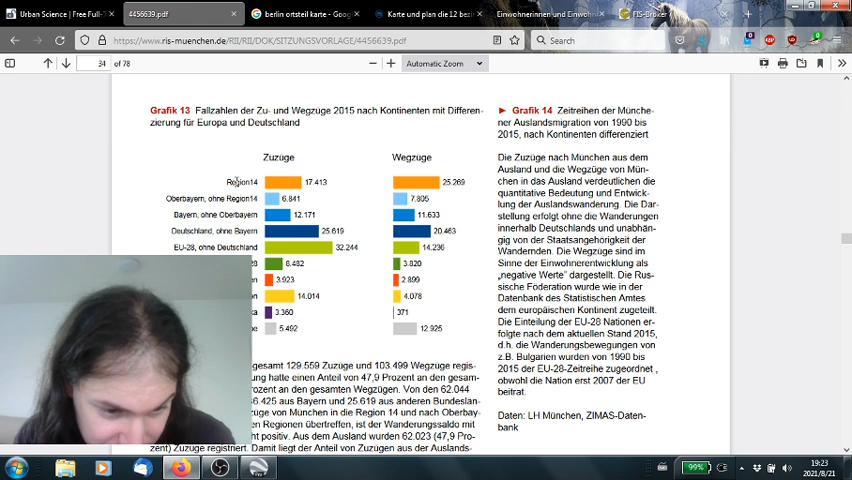 Urban Science | Free Full-T
4456639.pdf
berlin ortsteil karte - Goog
Karte und plan die 12 bezir
Einwohnerinnen und Einwohn
FIS-Broker
https://www.ris-muenchen.de/RII/RII/DOK/SITZUNGSVORLAGE/4456639.pdf
Search
34 of 78
Automatic Zoom
Grafik 13 Fallzahlen der Zu- und Wegzüge 2015 nach Kontinenten mit Differen-
zierung für Europa und Deutschland
Zuzüge Wegzüge
Region14 17.413 25.269
Oberbayern, ohne Region14 6.841 7.805
Bayern, ohne Oberbayern 12.171 11.633
Deutschland, ohne Bayern 25.619 20.463
EU-28, ohne Deutschland 32.244 14.236
28 8.482 3.820
en 3.923 2.899
on 14.014 4.078
ka 3.360 371
be 5.492 12.925
gesamt 129.559 Zuzüge und 103.499 Wegzüge regis-
ung hatte einen Anteil von 47,9 Prozent an den gesam-
rozent an den gesamten Wegzügen. Von den 62.044
6.425 aus Bayern und 25.619 aus anderen Bundeslan-
züge von München in die Region 14 und nach Oberbay-
en Regionen übertreffen, ist der Wanderungssaldo mit
ht positiv. Aus dem Ausland wurden 62.023 (47,9 Pro-
zent) Zuzüge registriert. Damit liegt der Anteil von Zuzügen aus der Auslands-
► Grafik 14 Zeitreihen der Münche-
ner Auslandsmigration von 1990 bis
2015, nach Kontinenten differenziert
Die Zuzüge nach München aus dem
Ausland und die Wegzüge von Mün-
chen in das Ausland verdeutlichen die
quantitative Bedeutung und Entwick-
lung der Auslandswanderung. Die Dar-
stellung erfolgt ohne die Wanderungen
innerhalb Deutschlands und unabhän-
gig von der Staatsangehörigkeit der
Wandernden. Die Wegzüge sind im
Sinne der Einwohnerentwicklung als
„negative Werte" dargestellt. Die Rus-
sische Föderation wurde wie in der
Datenbank des Statistischen Amtes
dem europäischen Kontinent zugeteilt.
Die Einteilung der EU-28 Nationen er-
folgte nach dem aktuellen Stand 2015,
d.h. die Wanderungsbewegungen von
z.B. Bulgarien wurden von 1990 bis
2015 der EU-28-Zeitreihe zugeordnet ,
obwohl die Nation erst 2007 der EU
beitrat.
Daten: LH München, ZIMAS-Daten-
bank
99%
19:23
2021/8/21